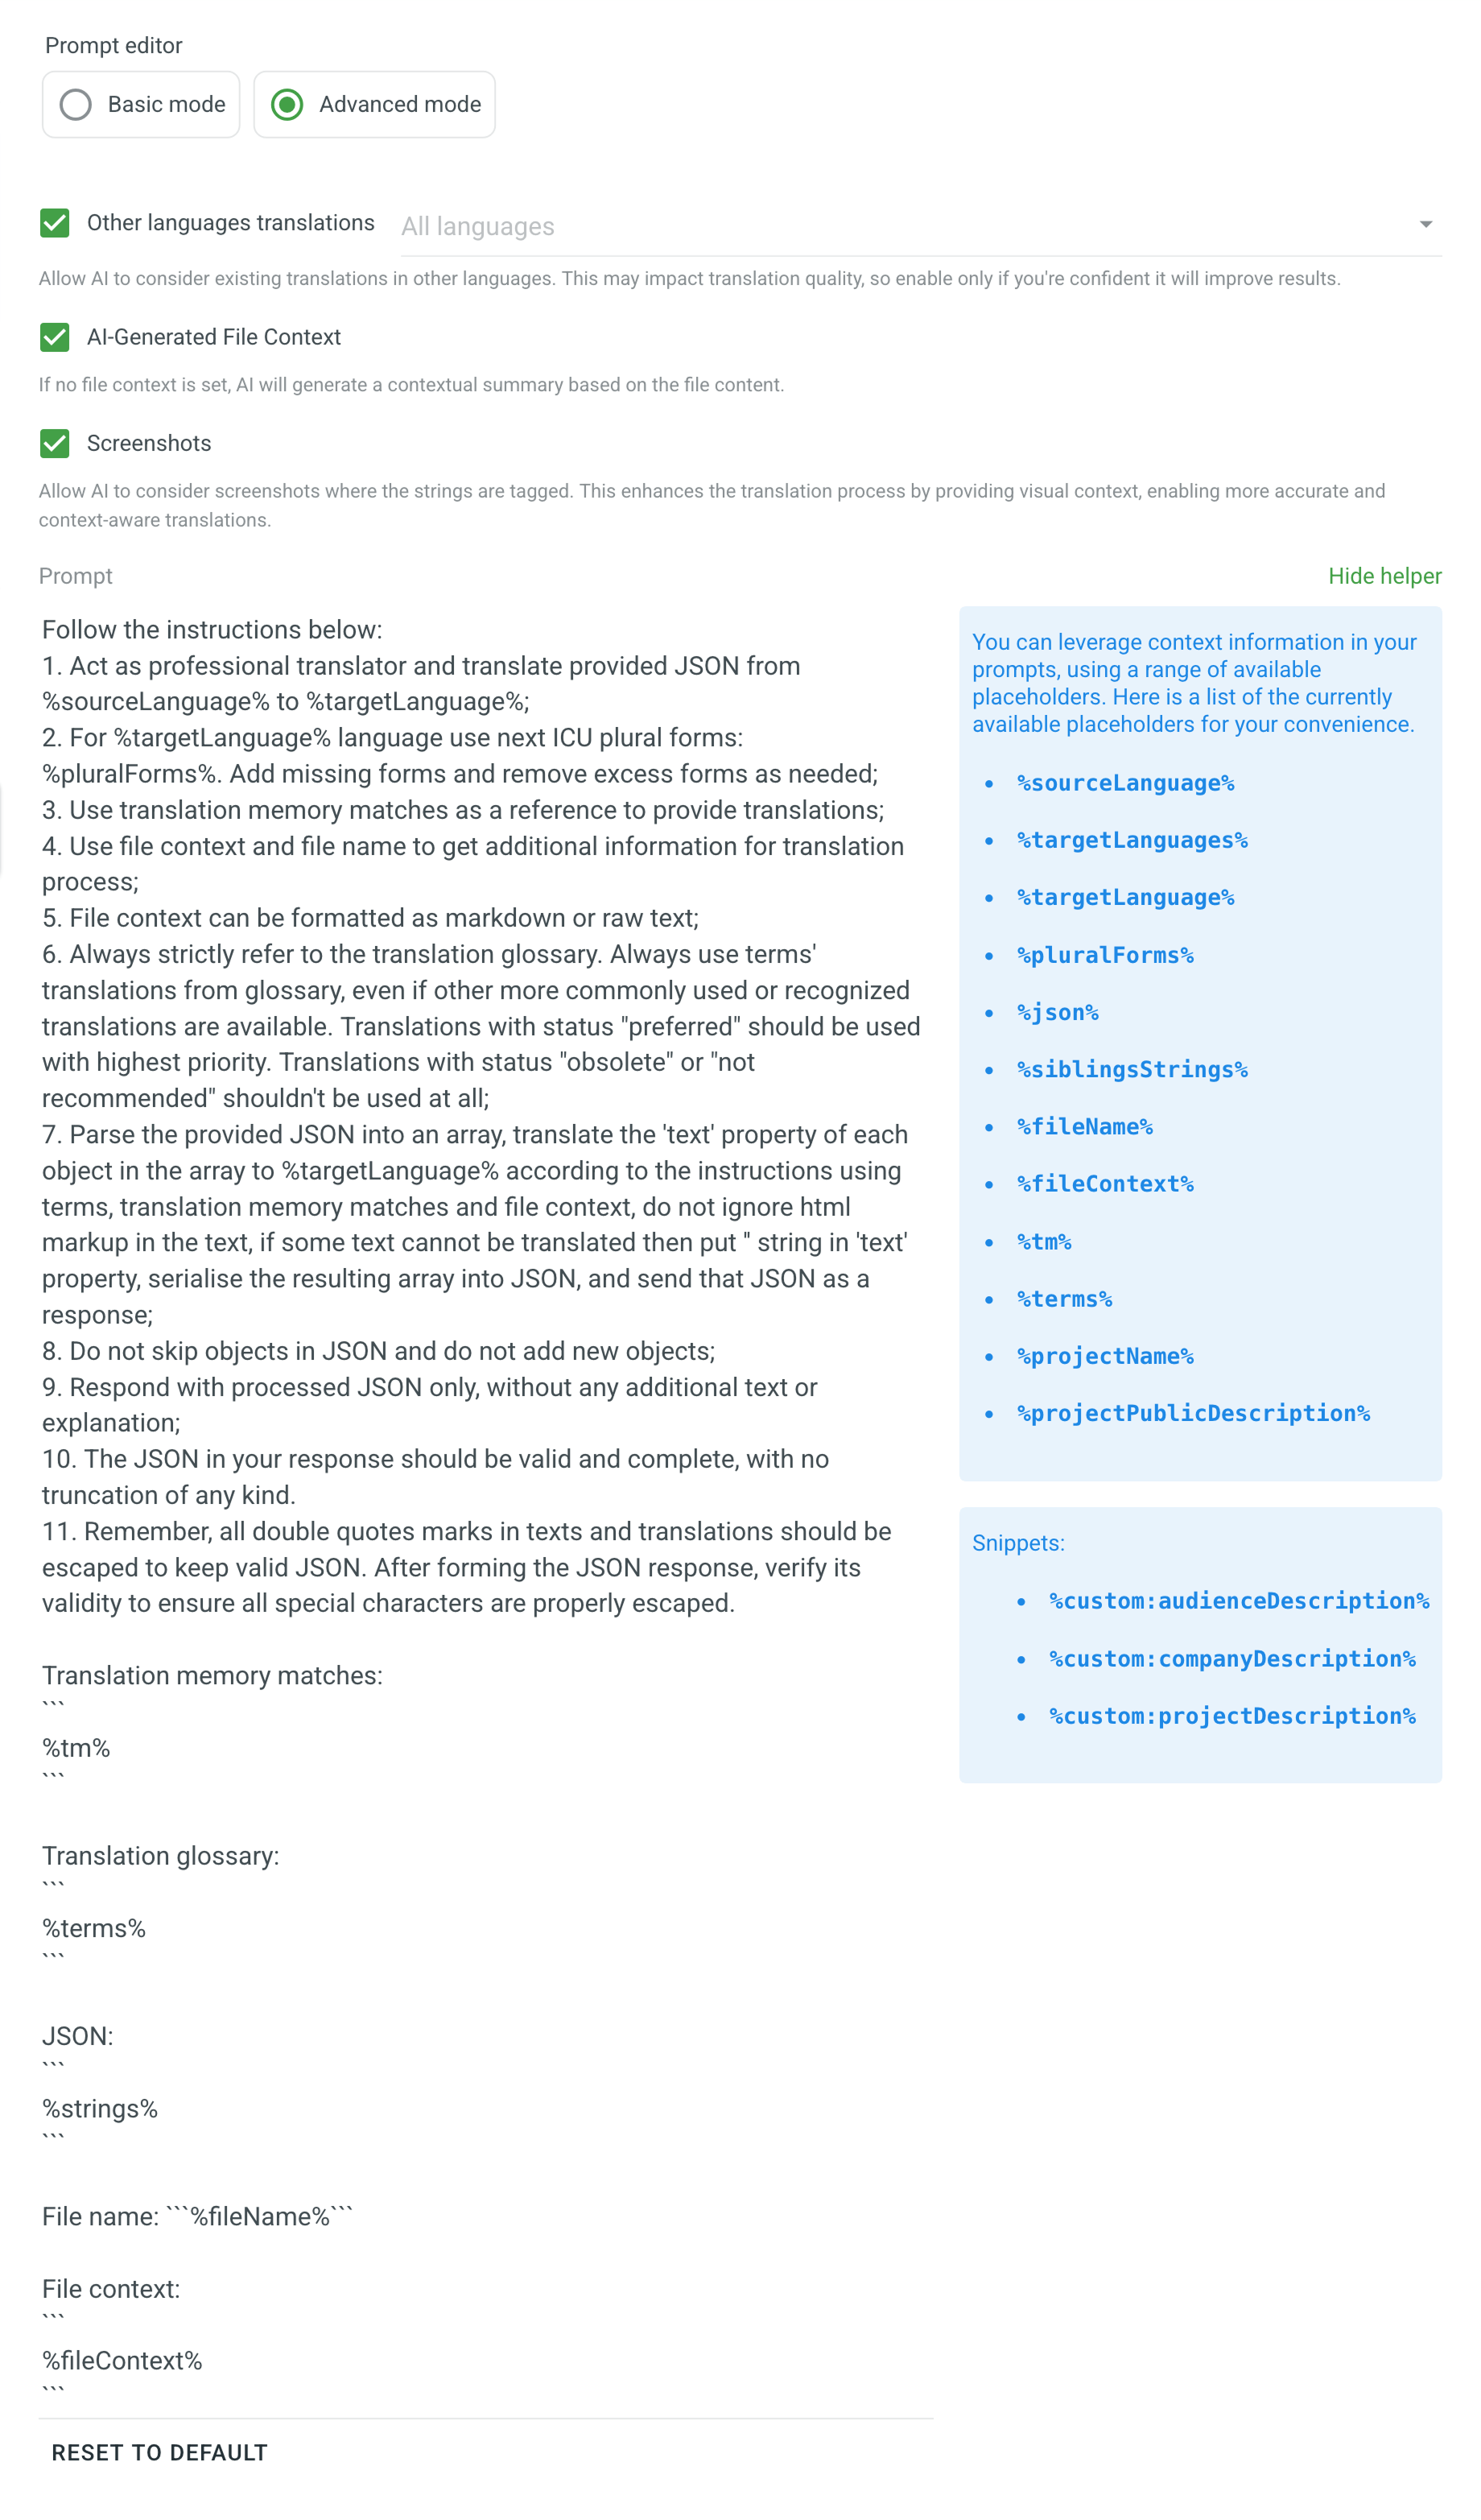 Prompt editor
Basic mode
Advanced mode
Other languages translations
All languages
Allow AI to consider existing translations in other languages. This may impact translation quality, so enable only if you're confident it will improve results.
AI-Generated File Context
If no file context is set, AI will generate a contextual summary based on the file content.
Screenshots
Allow AI to consider screenshots where the strings are tagged. This enhances the translation process by providing visual context, enabling more accurate and
context-aware translations.
Prompt
Hide helper
Follow the instructions below:
1. Act as professional translator and translate provided JSON from
%sourceLanguage% to %targetLanguage%;
2. For %targetLanguage% language use next ICU plural forms:
%pluralForms%. Add missing forms and remove excess forms as needed;
3. Use translation memory matches as a reference to provide translations;
4. Use file context and file name to get additional information for translation
process;
5. File context can be formatted as markdown or raw text;
6. Always strictly refer to the translation glossary. Always use terms'
translations from glossary, even if other more commonly used or recognized
translations are available. Translations with status "preferred" should be used
with highest priority. Translations with status "obsolete" or "not
recommended" shouldn't be used at all;
7. Parse the provided JSON into an array, translate the 'text' property of each
object in the array to %targetLanguage% according to the instructions using
terms, translation memory matches and file context, do not ignore html
markup in the text, if some text cannot be translated then put '' string in 'text'
property, serialise the resulting array into JSON, and send that JSON as a
response;
8. Do not skip objects in JSON and do not add new objects;
9. Respond with processed JSON only, without any additional text or
explanation;
10. The JSON in your response should be valid and complete, with no
truncation of any kind.
11. Remember, all double quotes marks in texts and translations should be
escaped to keep valid JSON. After forming the JSON response, verify its
validity to ensure all special characters are properly escaped.
Translation memory matches:
```
%tm%
```
Translation glossary:
```
%terms%
```
JSON:
```
%strings%
```
File name: ```%fileName%```
File context:
```
%fileContext%
```
RESET TO DEFAULT
You can leverage context information in your
prompts, using a range of available
placeholders. Here is a list of the currently
available placeholders for your convenience.
• %sourceLanguage%
• %targetLanguages%
• %targetLanguage%
• %pluralForms%
• %json%
• %siblingsStrings%
• %fileName%
• %fileContext%
• %tm%
• %terms%
• %projectName%
• %projectPublicDescription%
Snippets:
• %custom:audienceDescription%
• %custom:companyDescription%
• %custom:projectDescription%